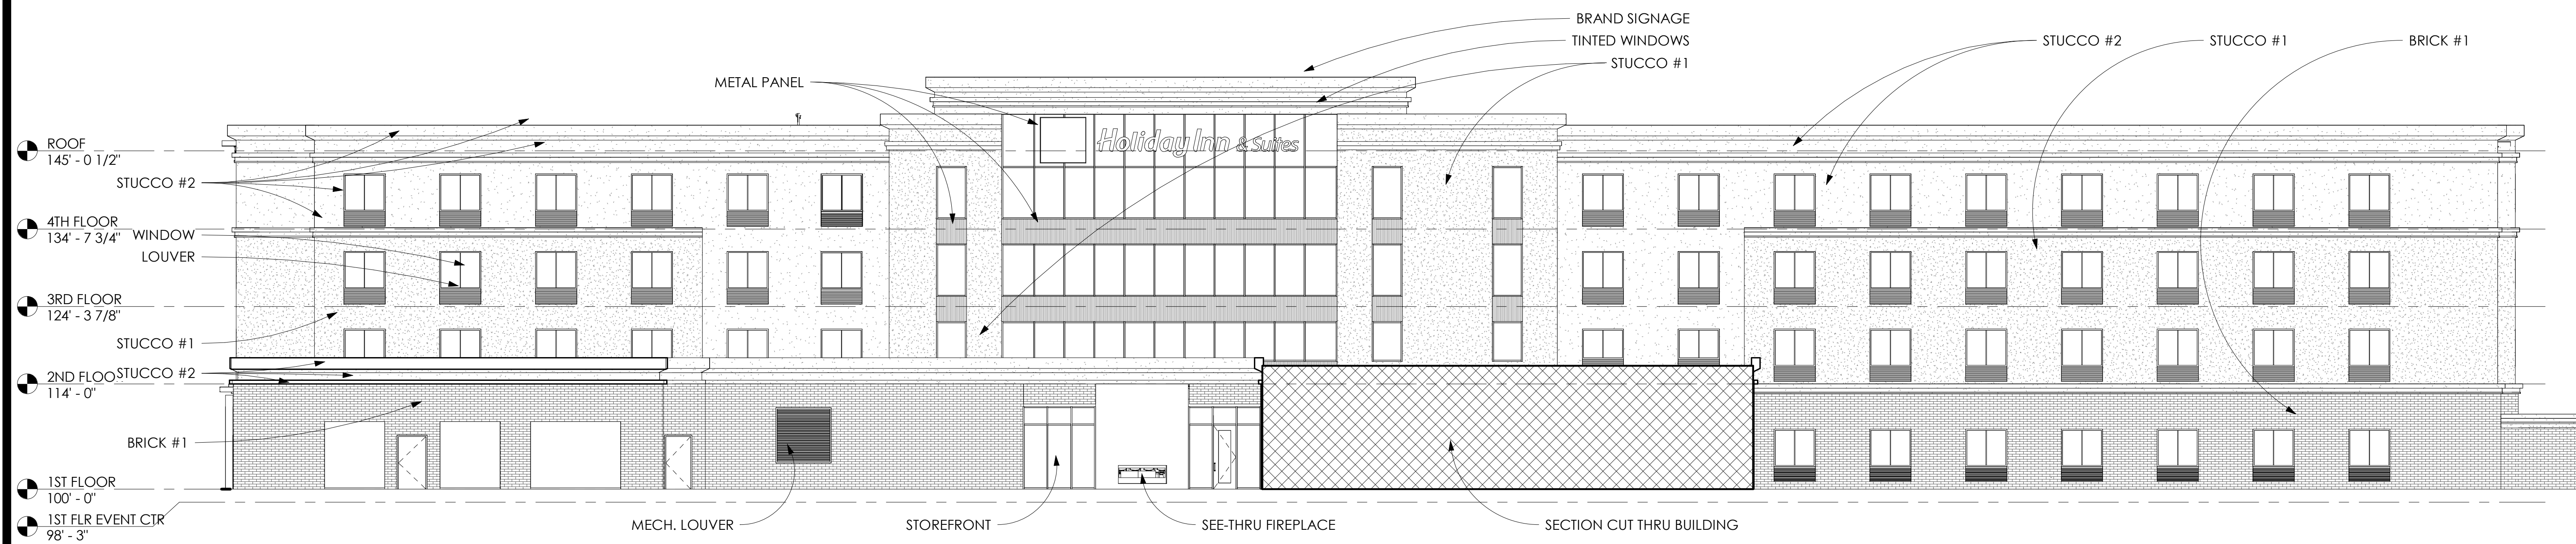 BRAND SIGNAGE
TINTED WINDOWS
STUCCO #1
STUCCO #2
STUCCO #1
BRICK #1
METAL PANEL
Holiday Inn & Suites
ROOF
145' - 0 1/2"
STUCCO #2
4TH FLOOR
134' - 7 3/4"
WINDOW
LOUVER
3RD FLOOR
124' - 3 7/8"
STUCCO #1
2ND FLOO
STUCCO #2
114' - 0"
BRICK #1
1ST FLOOR
100' - 0"
1ST FLR EVENT CTR
98' - 3"
MECH. LOUVER
STOREFRONT
SEE-THRU FIREPLACE
SECTION CUT THRU BUILDING